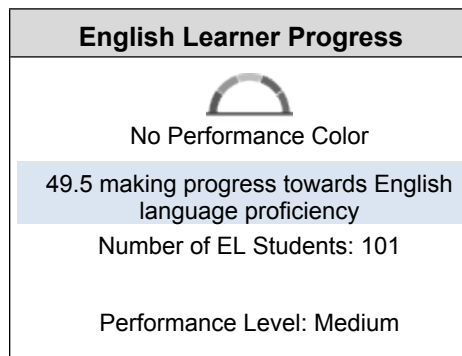 English Learner Progress
No Performance Color
49.5 making progress towards English
language proficiency
Number of EL Students: 101
Performance Level: Medium